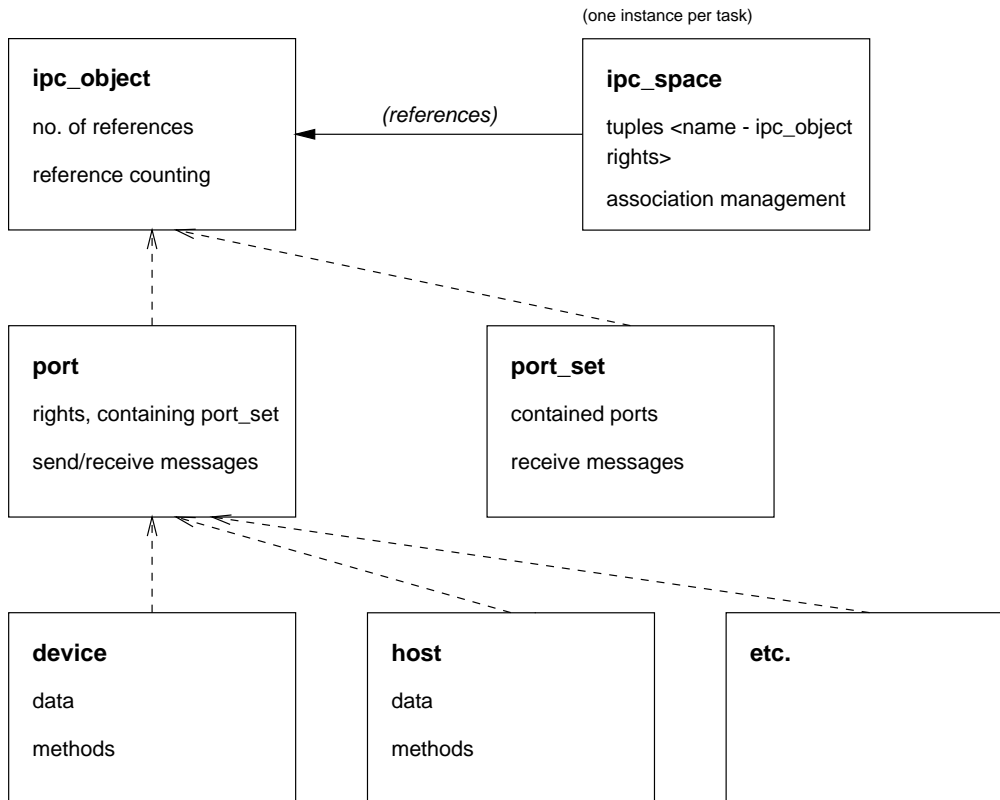 (one instance per task)
ipc_object
no. of references
reference counting
(references)
ipc_space
tuples <name - ipc_object
rights>
association management
port
rights, containing port_set
send/receive messages
port_set
contained ports
receive messages
device
data
methods
host
data
methods
etc.